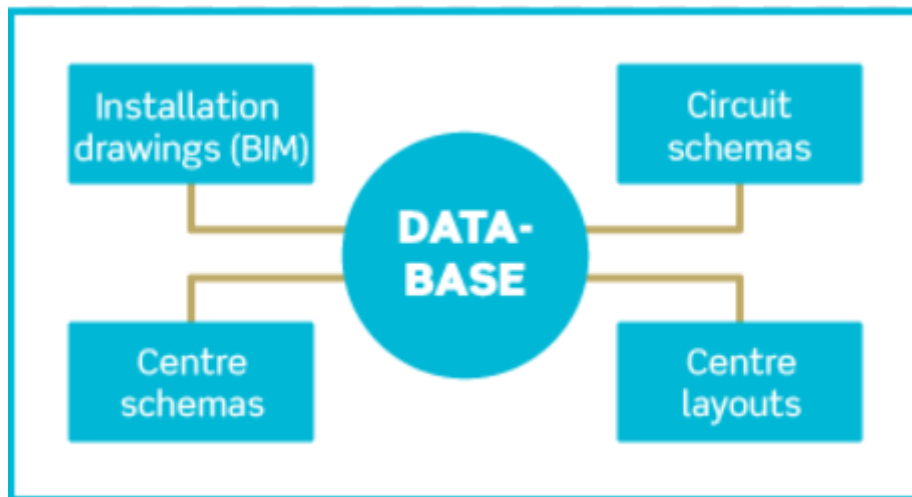 Installation
drawings (BIM)
Circuit
schemas
DATA-
BASE
Centre
schemas
Centre
layouts